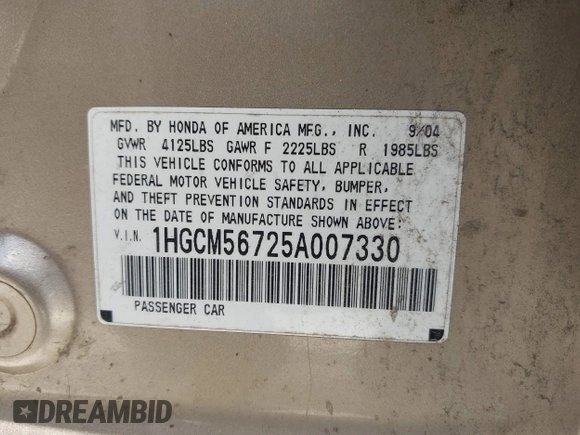 MFD. BY HONDA OF AMERICA MFG., INC. 9/04
GVWR 4125LBS GAWR F 2225LBS R 1985LBS
THIS VEHICLE CONFORMS TO ALL APPLICABLE
FEDERAL MOTOR VEHICLE SAFETY, BUMPER,
AND THEFT PREVENTION STANDARDS IN EFFECT
ON THE DATE OF MANUFACTURE SHOWN ABOVE:
V.I.N. 1HGCM56725A007330
PASSENGER CAR
DREAMBID